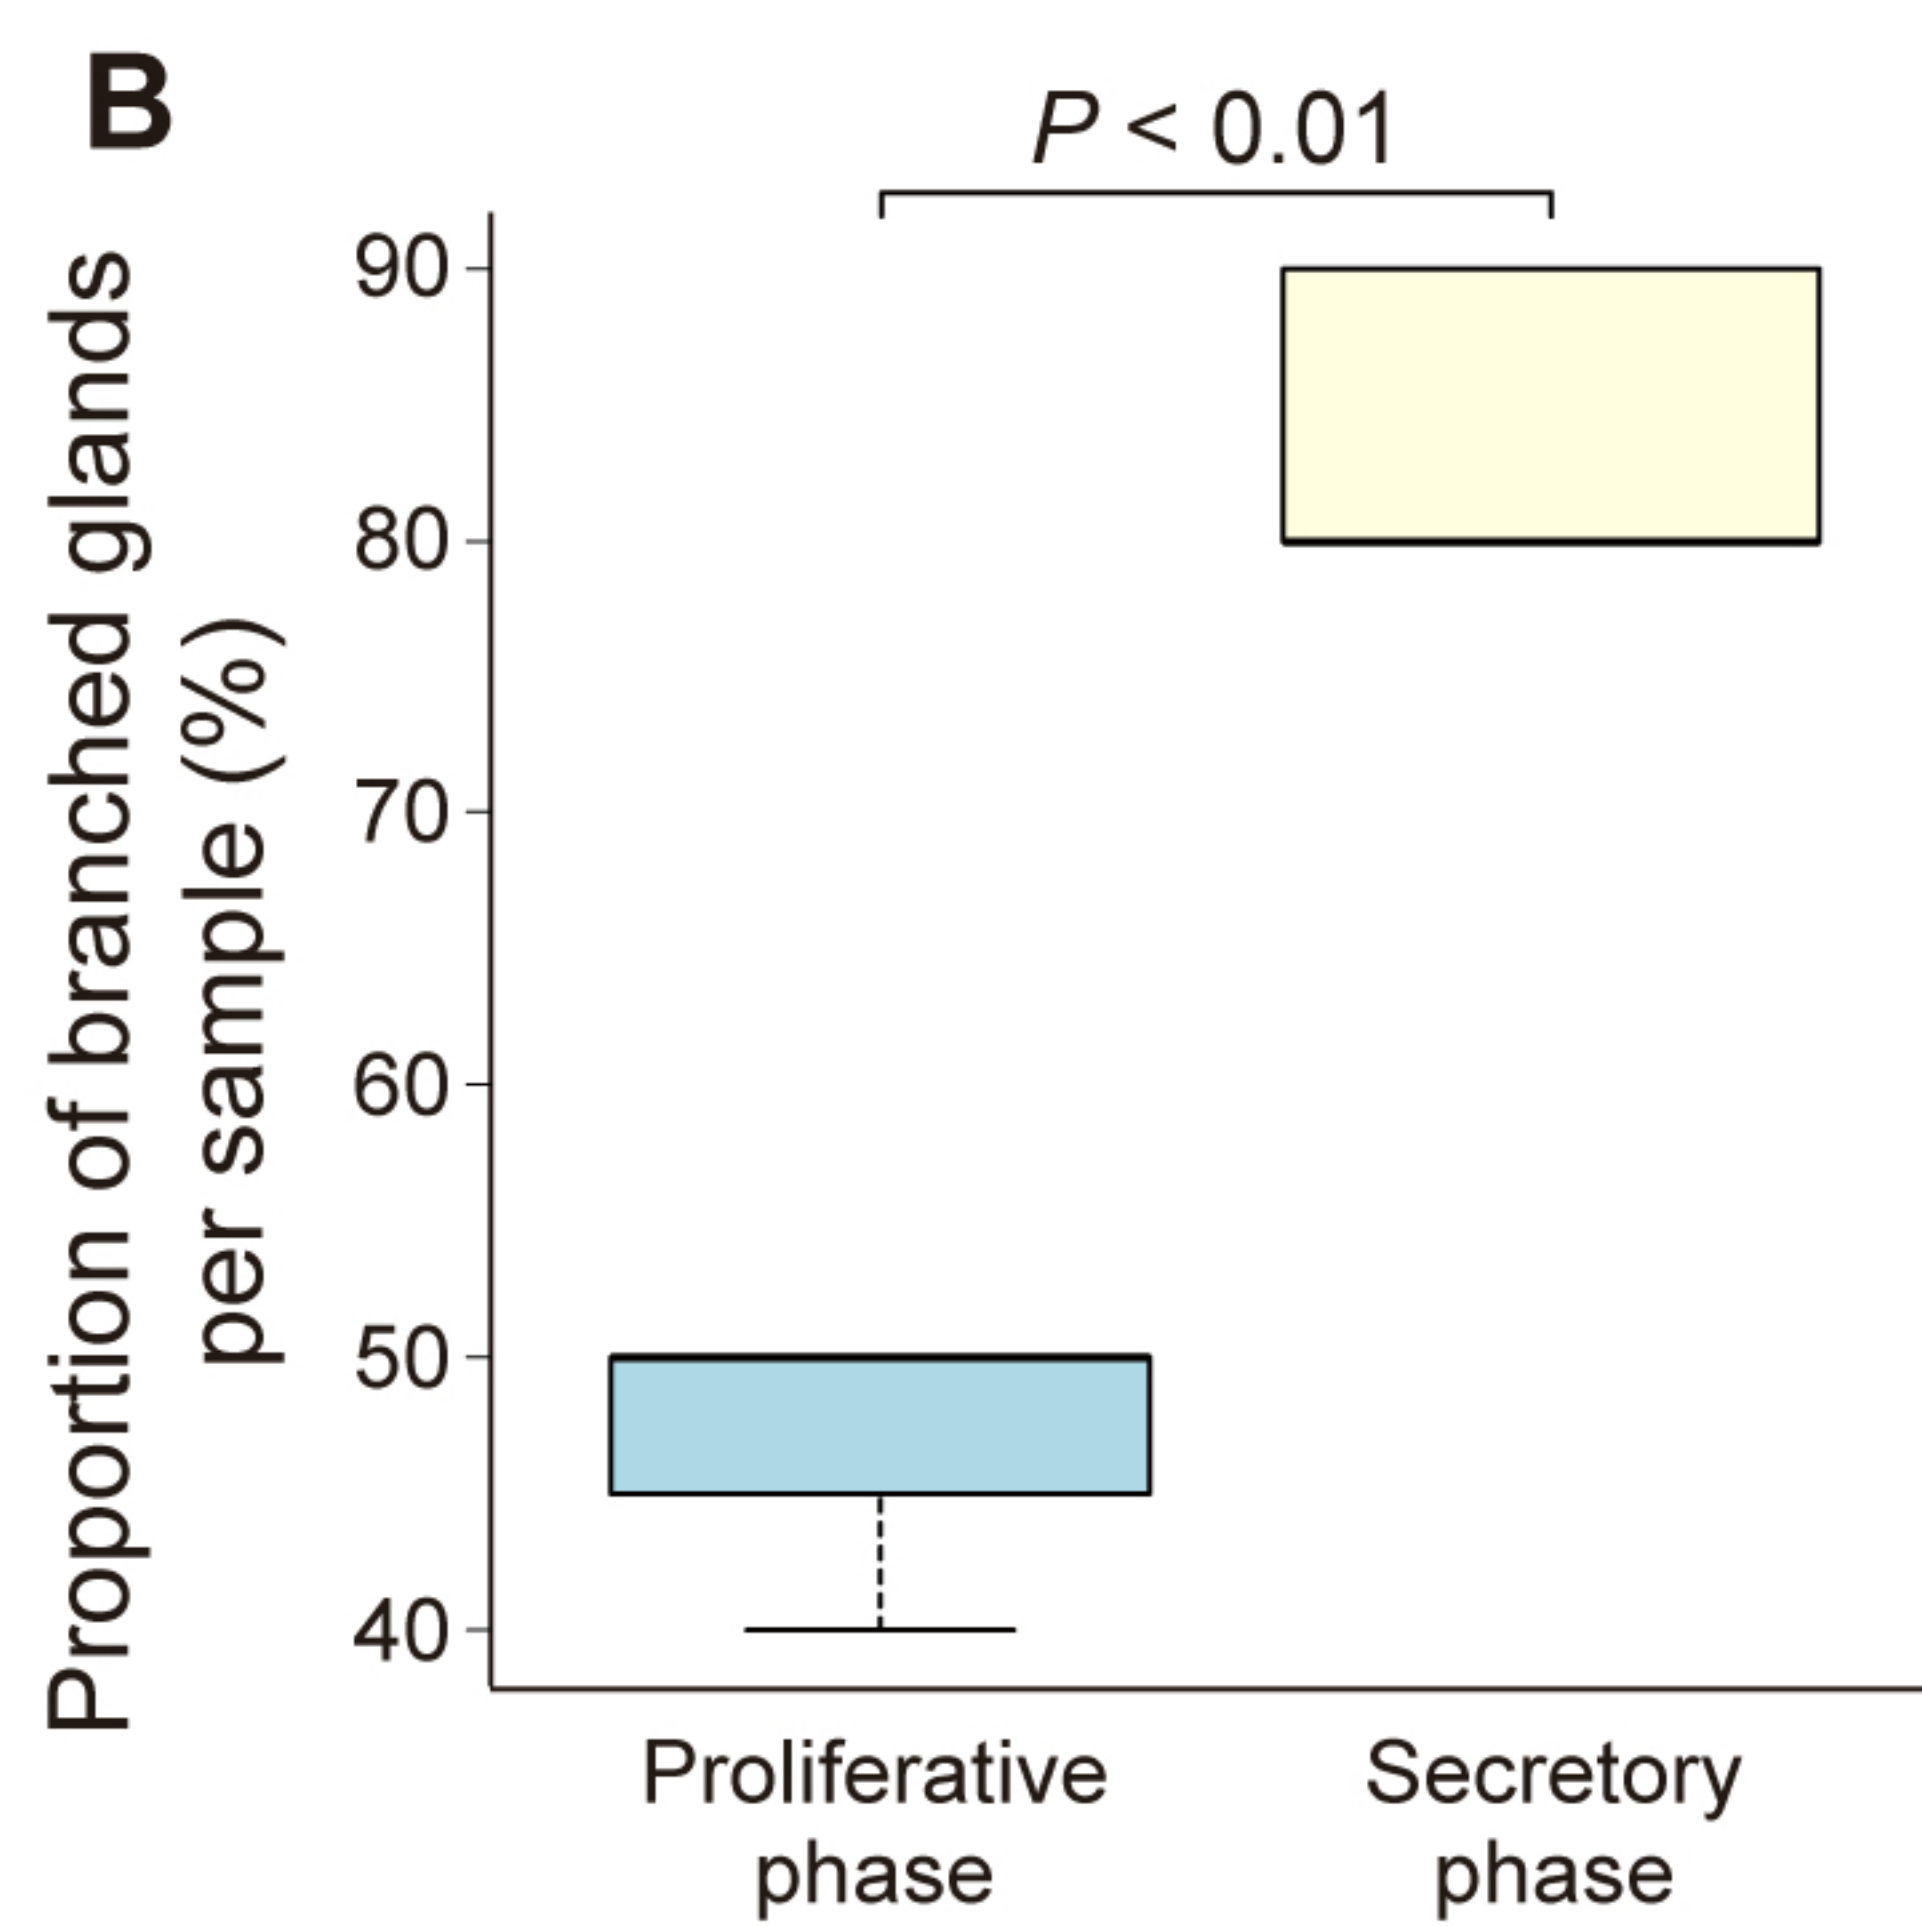 B
P < 0.01
Proportion of branched glands
per sample (%)
90
80
70
60
50
40
Proliferative
phase
Secretory
phase